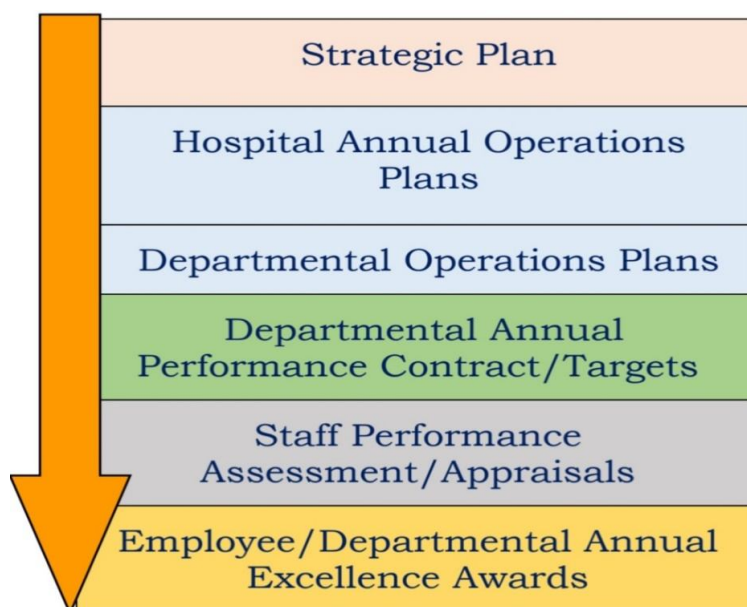 Strategic Plan
Hospital Annual Operations
Plans
Departmental Operations Plans
Departmental Annual
Performance Contract/Targets
Staff Performance
Assessment/Appraisals
Employee/Departmental Annual
Excellence Awards